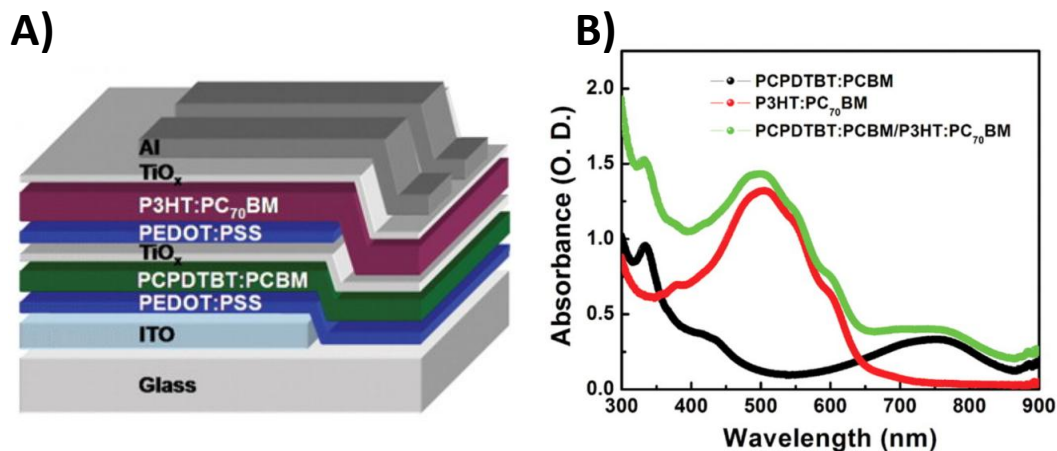 A)
Al
TiOₓ
P3HT:PC₇₀BM
PEDOT:PSS
TiOₓ
PCPDTBT:PCBM
PEDOT:PSS
ITO
Glass
B)
PCPDTBT:PCBM
P3HT:PC₇₀BM
PCPDTBT:PCBM/P3HT:PC₇₀BM
Absorbance (O. D.)
2.0
1.5
1.0
0.5
0.0
300 400 500 600 700 800 900
Wavelength (nm)